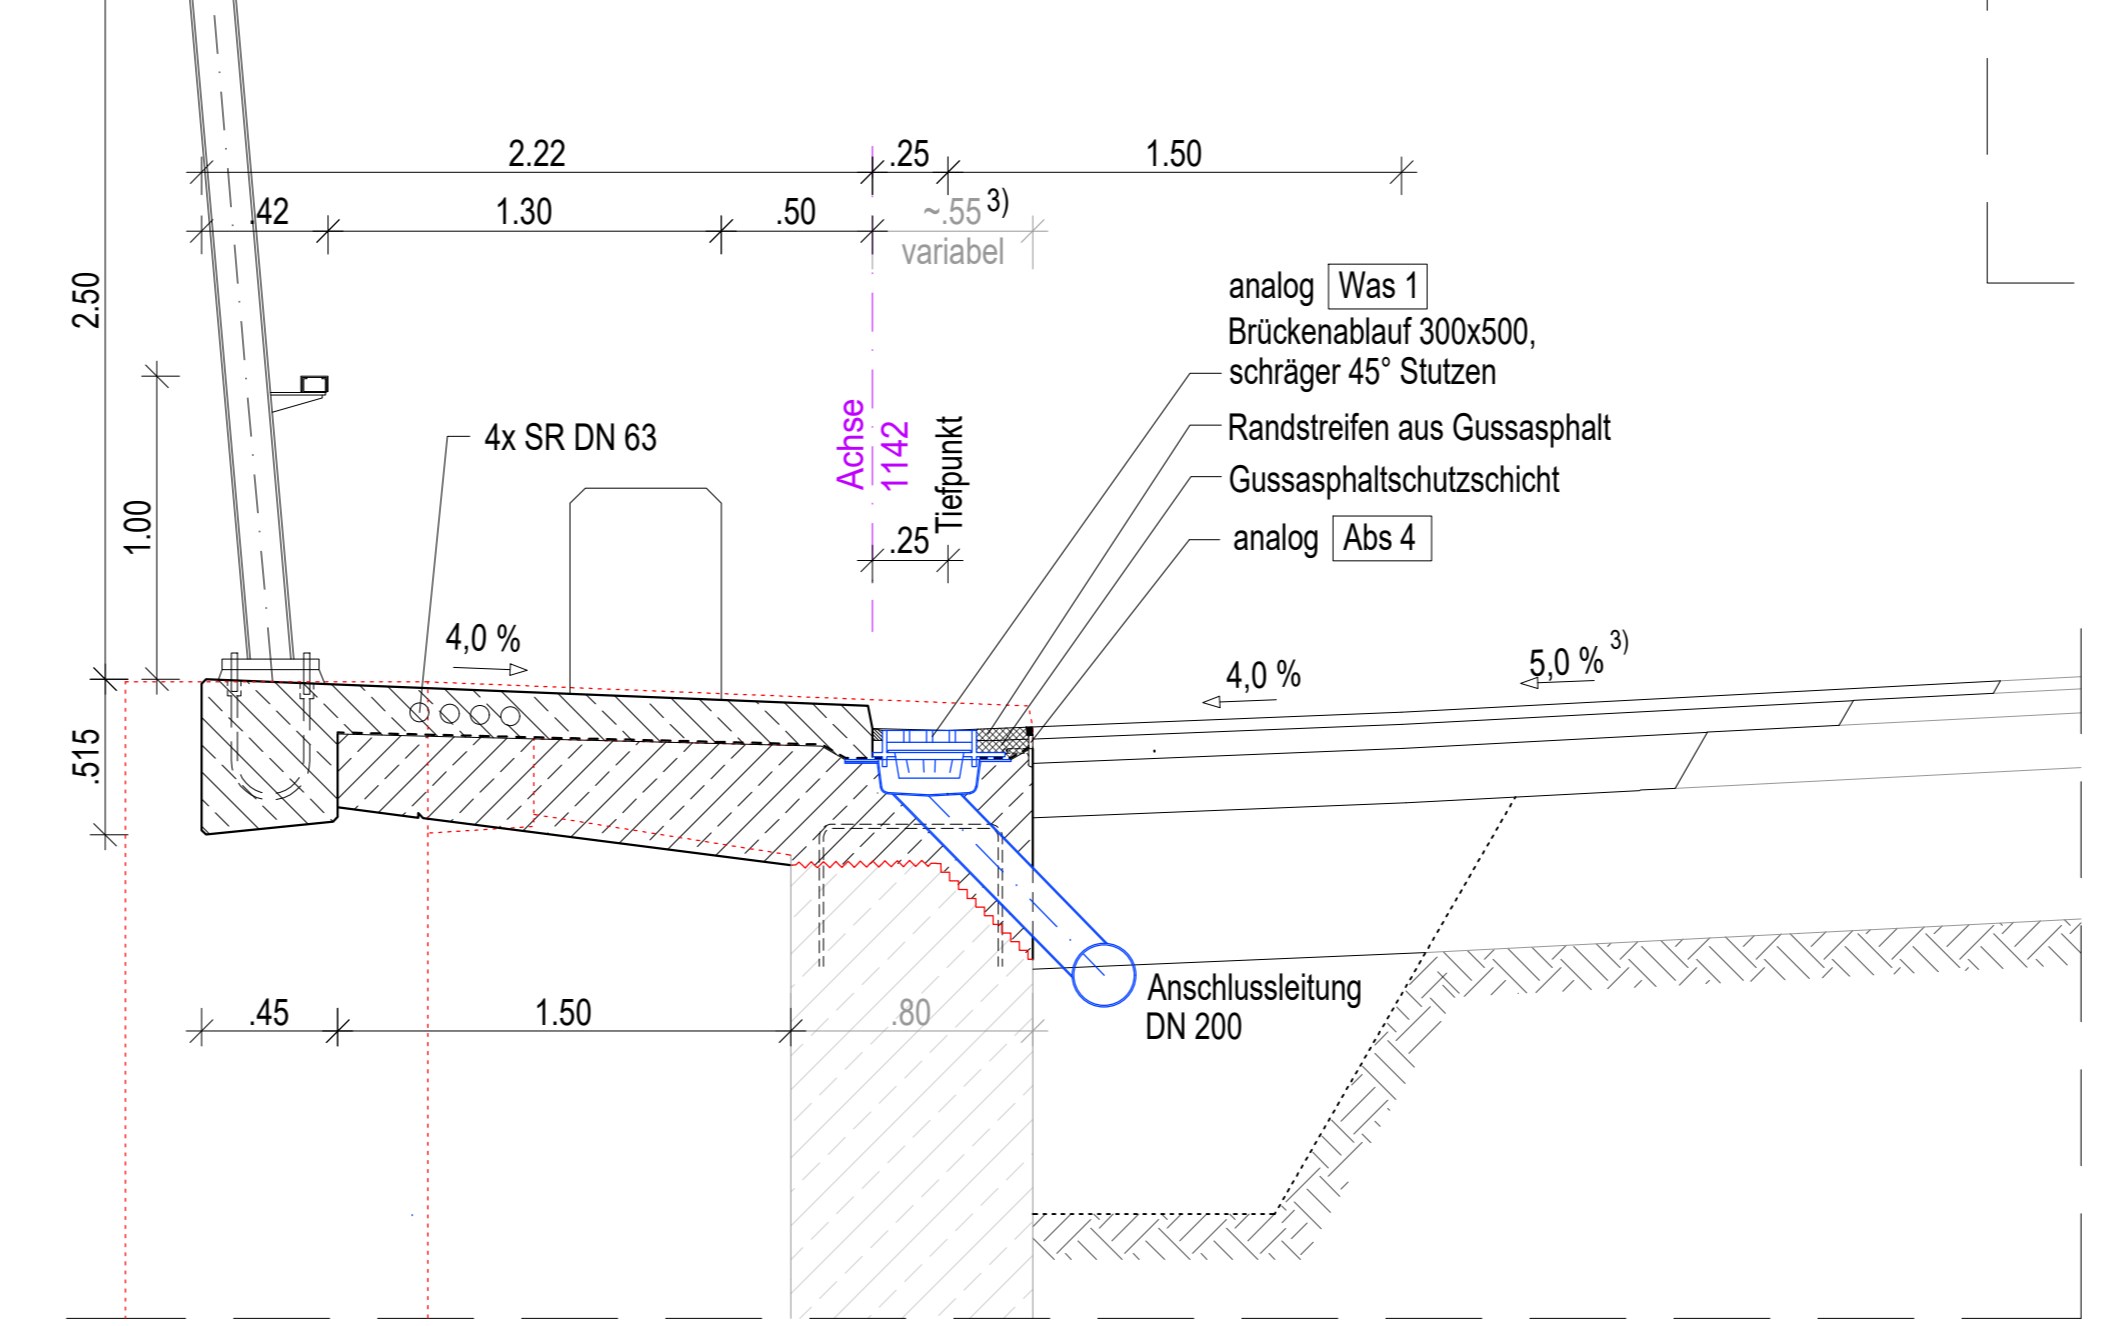 2.22
.25
1.50
.42
1.30
.50
~.55 3)
variabel
2.50
analog Was 1
Brückenablauf 300x500,
schräger 45° Stutzen
Randstreifen aus Gussasphalt
Gussasphaltschutzschicht
analog Abs 4
4x SR DN 63
Achse
1142
Tiefpunkt
.25
1.00
4,0 %
4,0 %
5,0 % 3)
.515
.45
1.50
.80
Anschlussleitung
DN 200